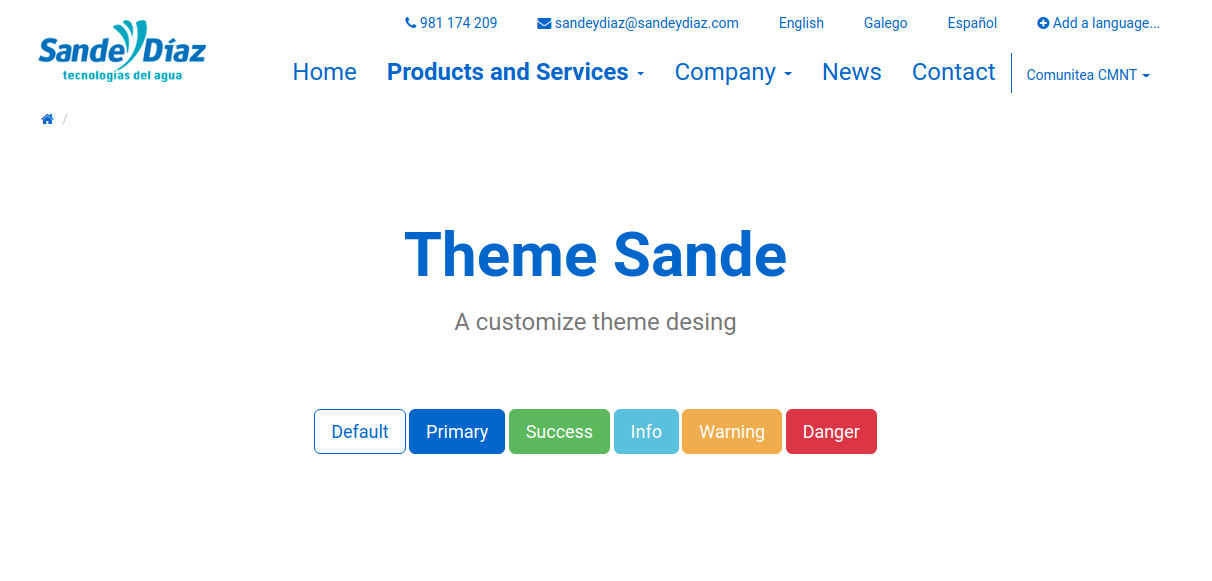 Sande Díaz
tecnologías del agua
981 174 209 sandeydiaz@sandeydiaz.com English Galego Español Add a language...
Home Products and Services Company News Contact Comunitea CMNT
/
Theme Sande
A customize theme desing
Default Primary Success Info Warning Danger